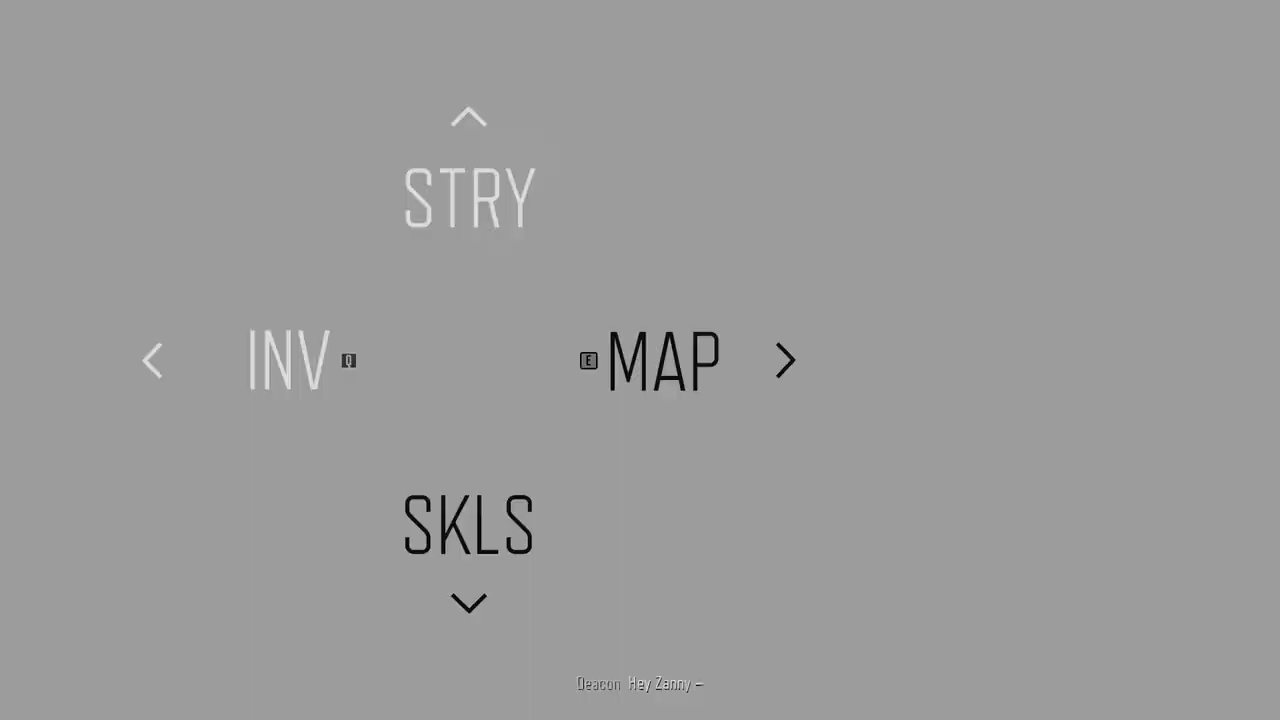 STRY
INV Q
E MAP
SKLS
Deacon Hey Zanny –